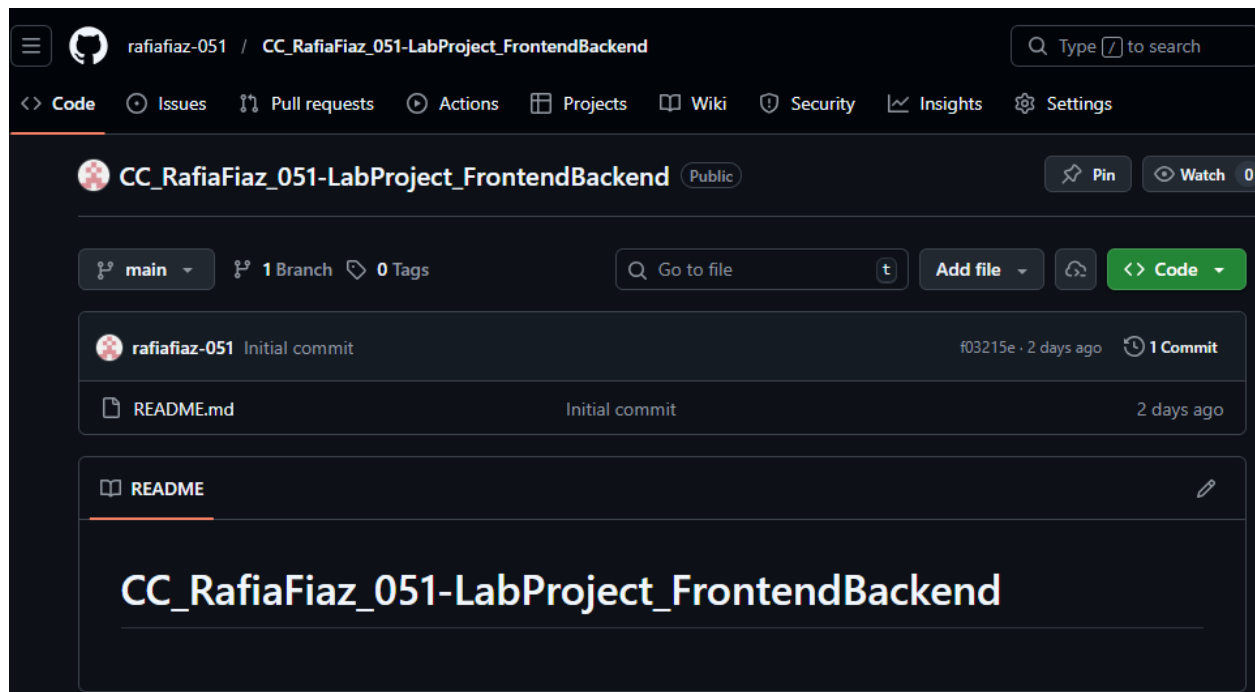 rafiafiaz-051 / CC_RafiaFiaz_051-LabProject_FrontendBackend Type / to search
Code Issues Pull requests Actions Projects Wiki Security Insights Settings
CC_RafiaFiaz_051-LabProject_FrontendBackend Public Pin Watch 0
main 1 Branch 0 Tags Go to file t Add file Code
rafiafiaz-051 Initial commit f03215e · 2 days ago 1 Commit
README.md Initial commit 2 days ago
README
CC_RafiaFiaz_051-LabProject_FrontendBackend